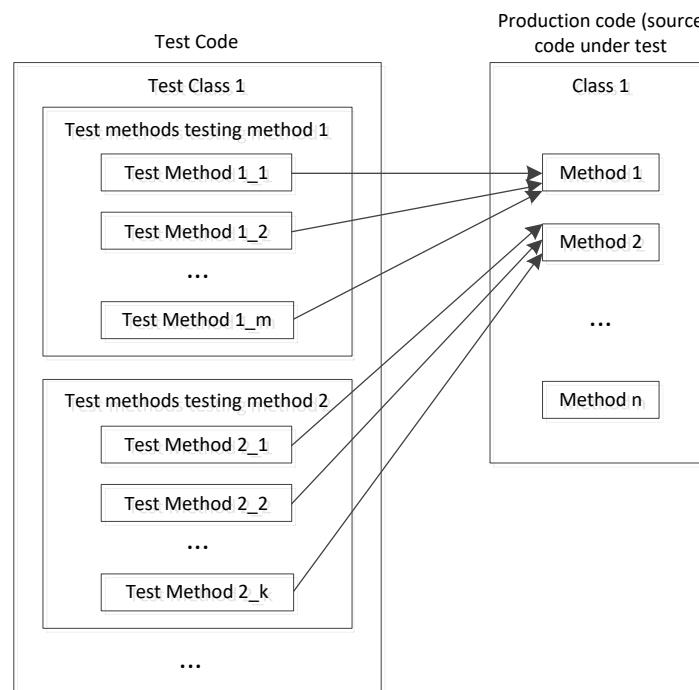 Test Code
Test Class 1
Test methods testing method 1
Test Method 1_1
Test Method 1_2
...
Test Method 1_m
Test methods testing method 2
Test Method 2_1
Test Method 2_2
...
Test Method 2_k
...
Production code (source
code under test
Class 1
Method 1
Method 2
...
Method n